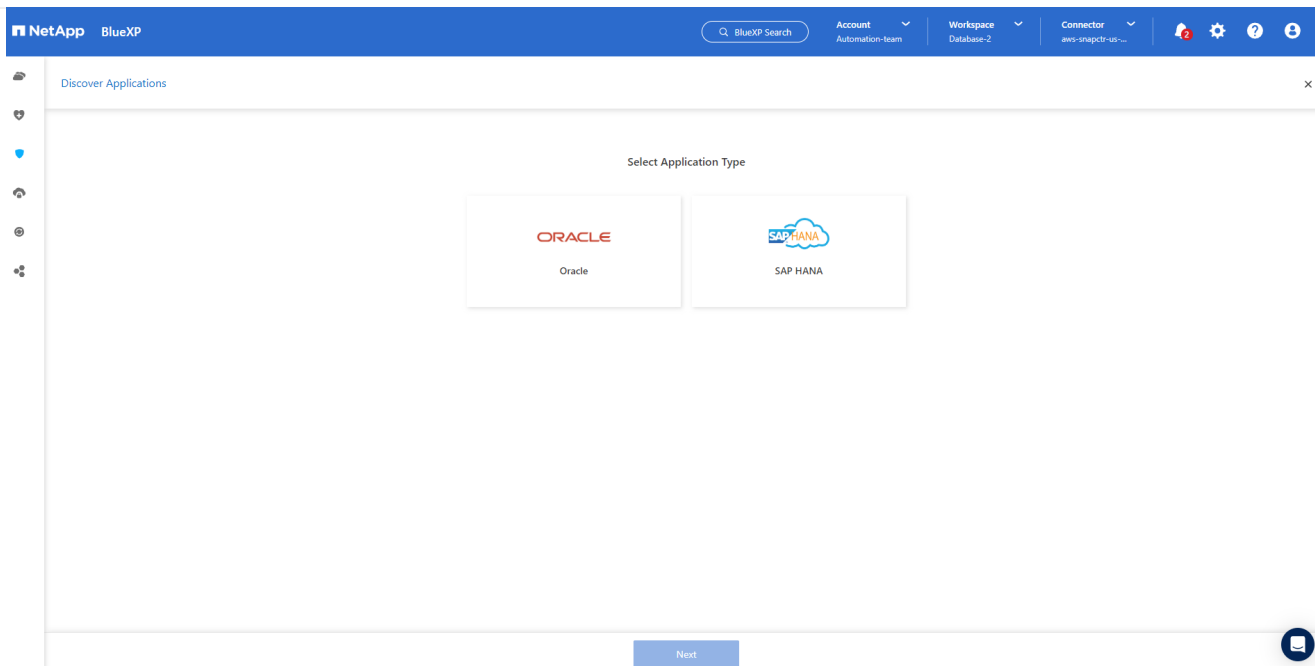 NetApp BlueXP
BlueXP Search
Account
Automation-team
Workspace
Database-2
Connector
aws-snapctr-us-...
2
Discover Applications
Select Application Type
ORACLE
Oracle
SAP HANA
SAP HANA
Next